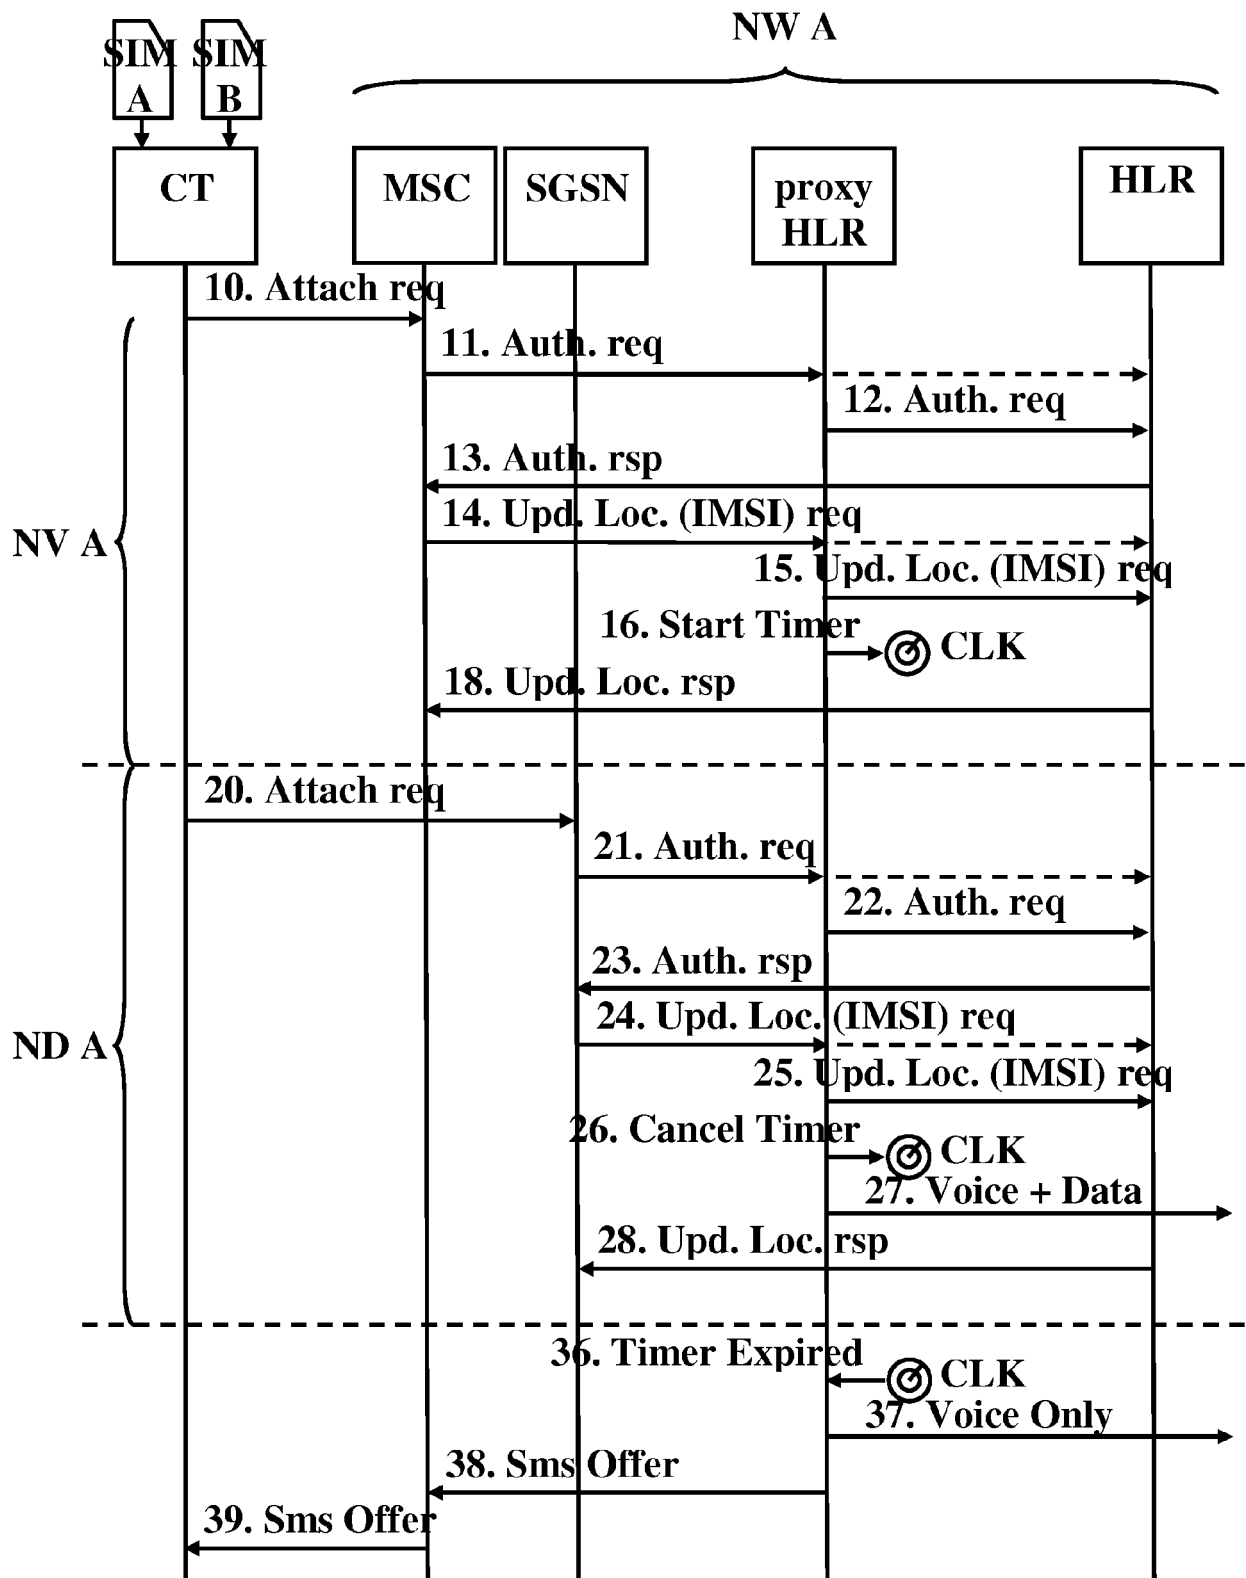 NW A
SIM
A
SIM
B
CT
MSC
SGSN
proxy
HLR
HLR
10. Attach req
11. Auth. req
12. Auth. req
13. Auth. rsp
14. Upd. Loc. (IMSI) req
NV A
15. Upd. Loc. (IMSI) req
16. Start Timer
CLK
18. Upd. Loc. rsp
20. Attach req
21. Auth. req
22. Auth. req
23. Auth. rsp
24. Upd. Loc. (IMSI) req
ND A
25. Upd. Loc. (IMSI) req
26. Cancel Timer
CLK
27. Voice + Data
28. Upd. Loc. rsp
36. Timer Expired
CLK
37. Voice Only
38. Sms Offer
39. Sms Offer